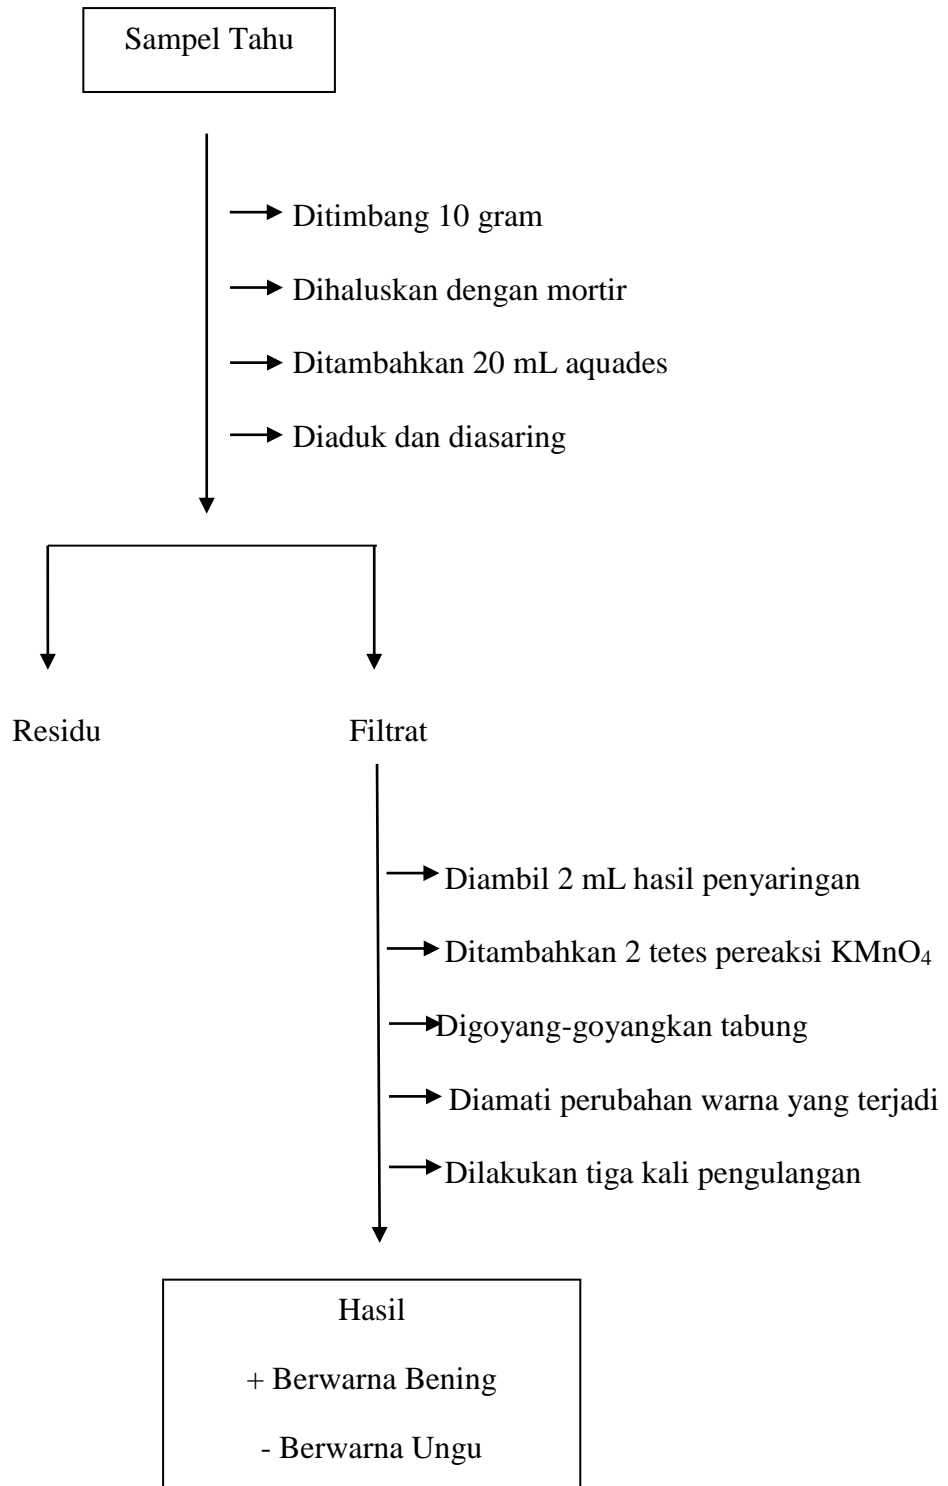 Sampel Tahu
Ditimbang 10 gram
Dihaluskan dengan mortir
Ditambahkan 20 mL aquades
Diaduk dan diasaring
Residu
Filtrat
Diambil 2 mL hasil penyaringan
Ditambahkan 2 tetes pereaksi KMnO₄
Digoyang-goyangkan tabung
Diamati perubahan warna yang terjadi
Dilakukan tiga kali pengulangan
Hasil
+ Berwarna Bening
- Berwarna Ungu